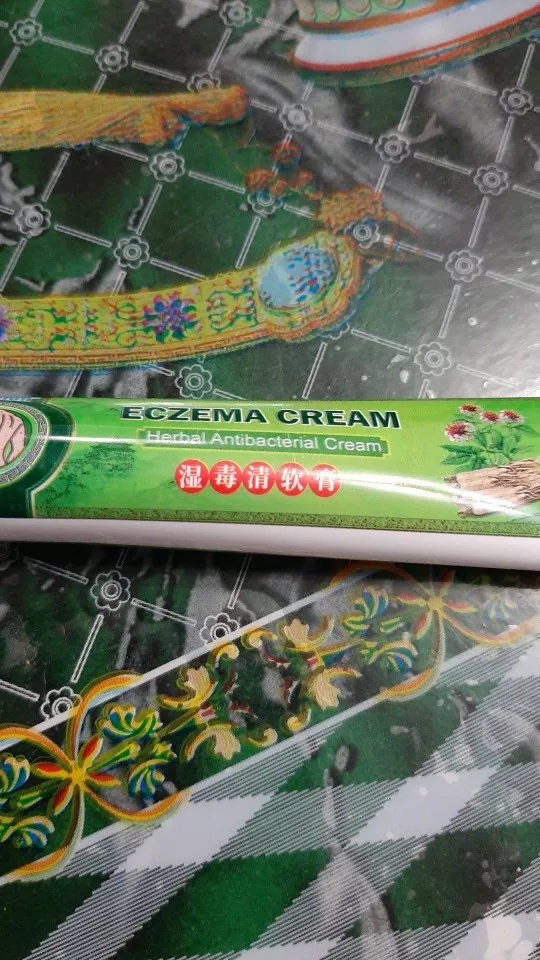 ECZEMA CREAM
Herbal Antibacterial Cream
湿毒清软膏